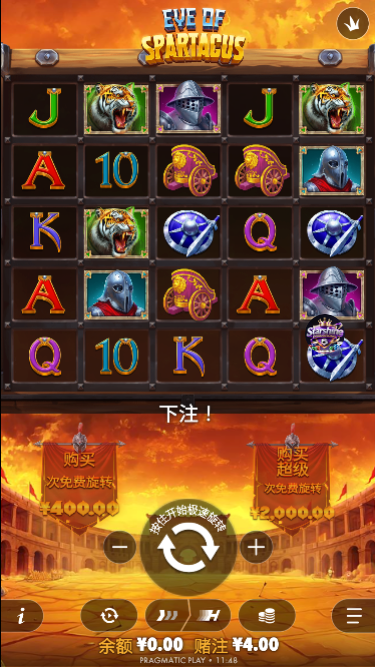 EYE OF
SPARTACUS
J J
A 10
K Q
A A
Starshine
Q 10 K Q
下注！
购买
次免费旋转
¥400.00
购买
超级
次免费旋转
¥2,000.00
按住开始极速旋转
余额 ¥0.00 赌注 ¥4.00
PRAGMATIC PLAY • 11:48